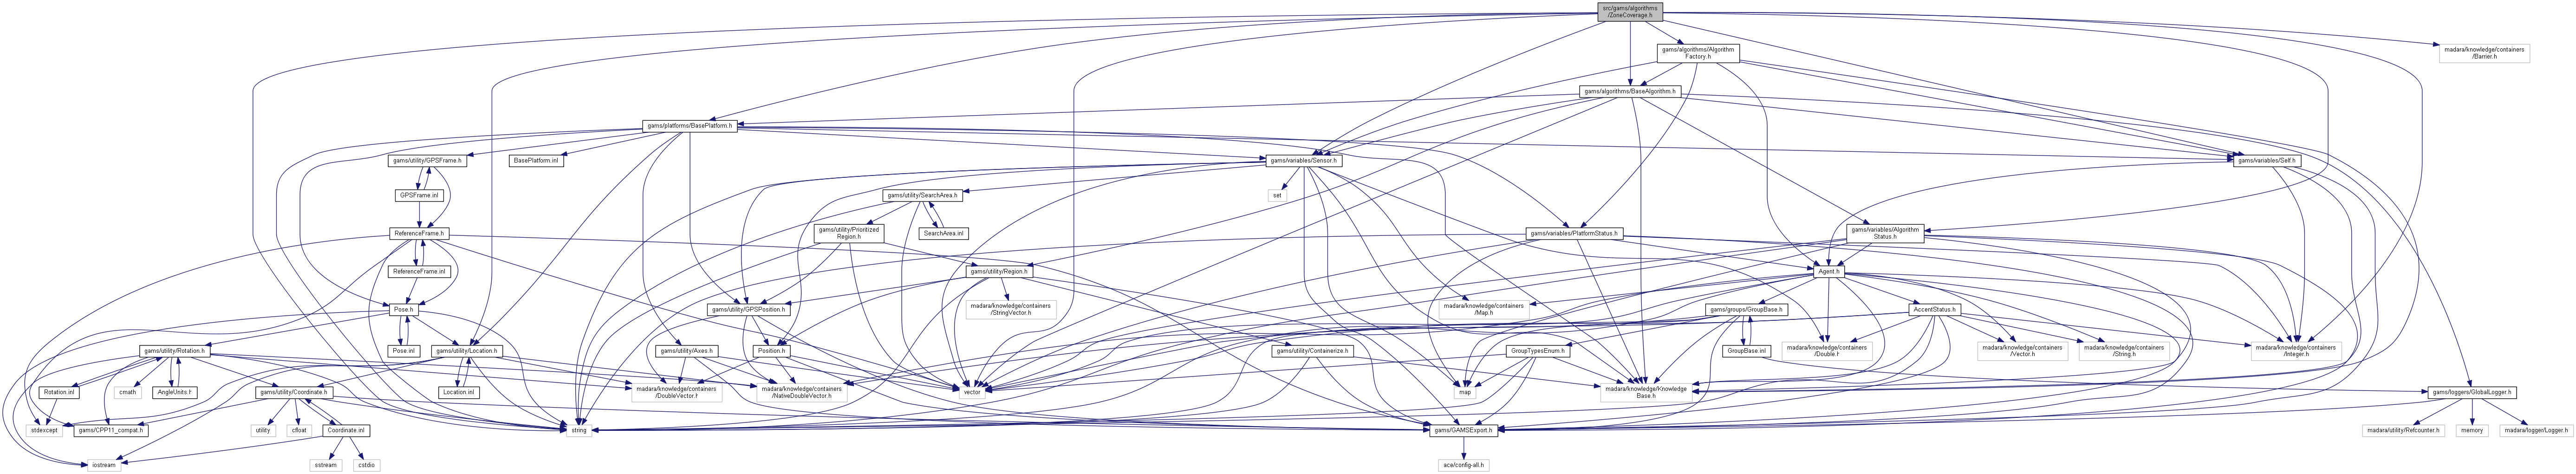 src/gams/algorithms
/ZoneCoverage.h
gams/algorithms/Algorithm
Factory.h
madara/knowledge/containers
/Barrier.h
gams/algorithms/BaseAlgorithm.h
gams/platforms/BasePlatform.h
gams/utility/GPSFrame.h
BasePlatform.inl
gams/variables/Sensor.h
gams/variables/Self.h
GPSFrame.inl
gams/utility/SearchArea.h
set
ReferenceFrame.h
gams/utility/Prioritized
Region.h
SearchArea.inl
gams/variables/PlatformStatus.h
gams/variables/Algorithm
Status.h
ReferenceFrame.inl
gams/utility/Region.h
Agent.h
Pose.h
gams/utility/GPSPosition.h
madara/knowledge/containers
/StringVector.h
madara/knowledge/containers
/Map.h
gams/groups/GroupBase.h
AccentStatus.h
gams/utility/Rotation.h
Pose.inl
gams/utility/Location.h
gams/utility/Axes.h
Position.h
gams/utility/Containerize.h
GroupTypesEnum.h
madara/knowledge/containers
/Double.h
GroupBase.inl
madara/knowledge/containers
/Vector.h
madara/knowledge/containers
/String.h
madara/knowledge/containers
/Integer.h
Rotation.inl
cmath
AngleUnits.h
gams/utility/Coordinate.h
Location.inl
madara/knowledge/containers
/DoubleVector.h
madara/knowledge/containers
/NativeDoubleVector.h
vector
map
madara/knowledge/Knowledge
Base.h
gams/loggers/GlobalLogger.h
stdexcept
gams/CPP11_compat.h
utility
cfloat
Coordinate.inl
string
gams/GAMSExport.h
madara/utility/Refcounter.h
memory
madara/logger/Logger.h
iostream
sstream
cstdio
ace/config-all.h